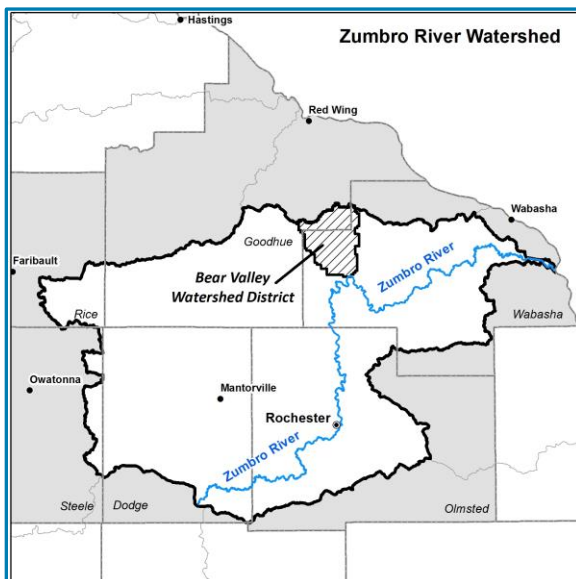 Hastings
Zumbro River Watershed
Red Wing
Wabasha
Goodhue
Faribault
Bear Valley
Watershed District
Zumbro River
Rice
Wabasha
Owatonna
Mantorville
Rochester
Zumbro River
Steele
Dodge
Olmsted